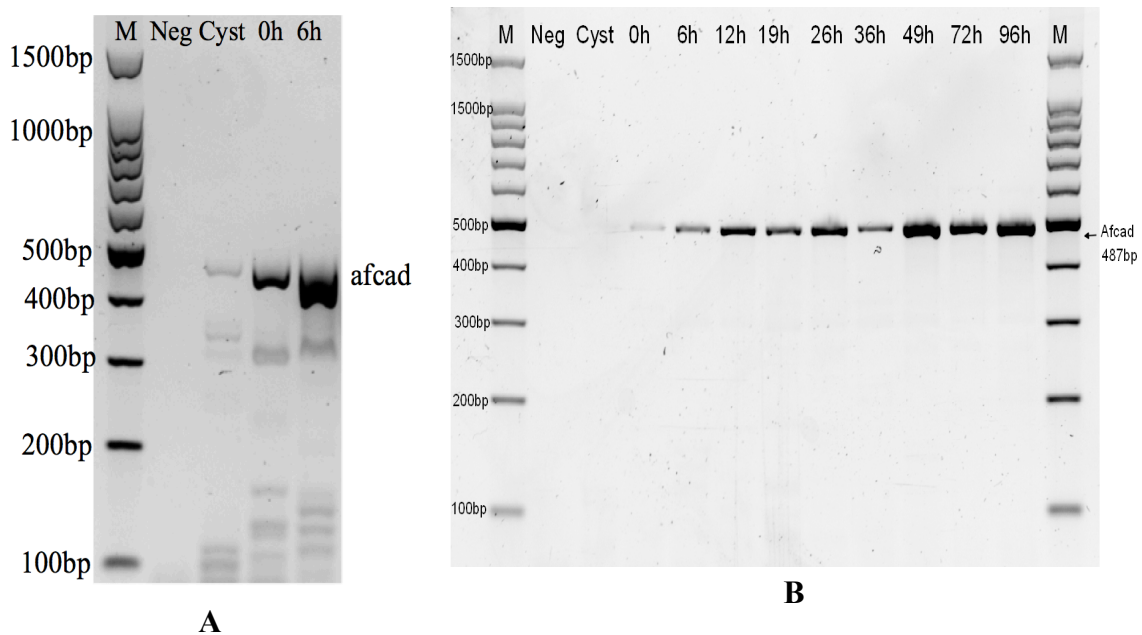 M Neg Cyst 0h 6h
1500bp
1000bp
500bp
400bp
300bp
200bp
100bp
afcad
A
M Neg Cyst 0h 6h 12h 19h 26h 36h 49h 72h 96h M
1500bp
1500bp
500bp
400bp
300bp
200bp
100bp
Afcad
487bp
B